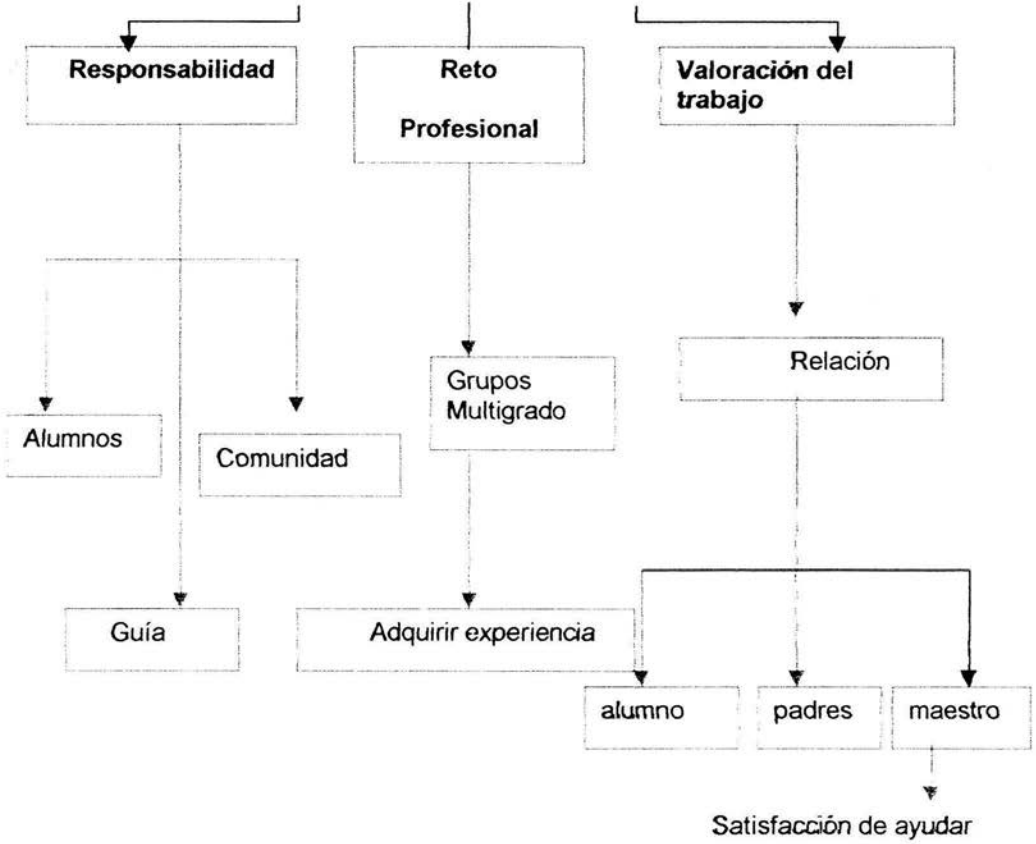 Responsabilidad
Reto
Profesional
Valoración del
trabajo
Relación
Grupos
Multigrado
Alumnos
Comunidad
Guía
Adquirir experiencia
alumno
padres
maestro
Satisfacción de ayudar